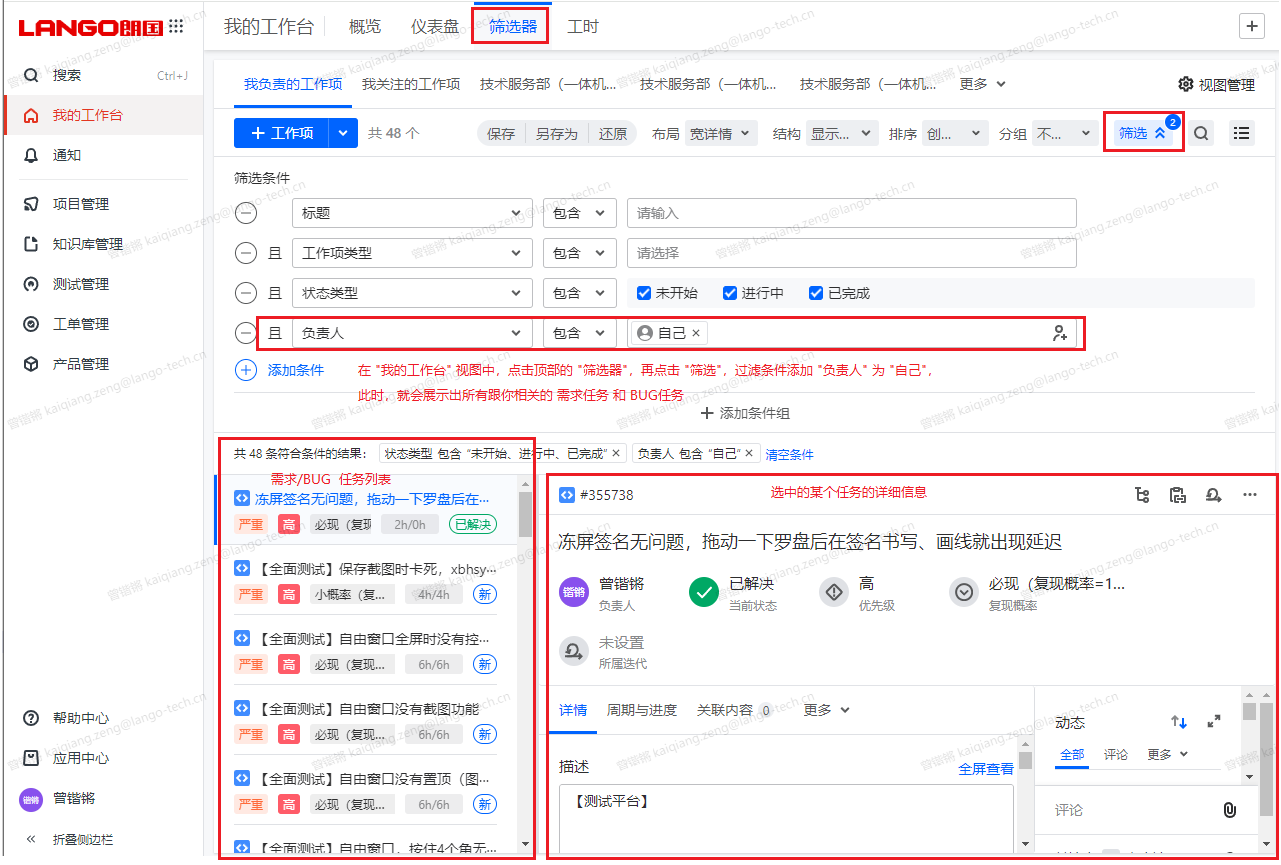 LANGO朗国
我的工作台 概览 仪表盘 筛选器 工时
搜索 Ctrl+J
我的工作台
通知
项目管理
知识库管理
测试管理
工单管理
产品管理
帮助中心
应用中心
锴锵 曾锴锵
折叠侧边栏
我负责的工作项 我关注的工作项 技术服务部（一体机... 技术服务部（一体机... 技术服务部（一体机... 更多 视图管理
工作项 共 48 个 保存 另存为 还原 布局 宽详情 结构 显示... 排序 创... 分组 不... 筛选 2
筛选条件
标题 包含 请输入
且 工作项类型 包含 请选择
且 状态类型 包含 未开始 进行中 已完成
且 负责人 包含 自己 ×
添加条件 在 "我的工作台" 视图中，点击顶部的 "筛选器"，再点击 "筛选"，过滤条件添加 "负责人" 为 "自己"，
此时，就会展示出所有跟你相关的 需求任务 和 BUG任务
添加条件组
共 48 条符合条件的结果： 状态类型 包含 “未开始、进行中、已完成” × 负责人 包含 “自己” × 清空条件
需求/BUG 任务列表
冻屏签名无问题，拖动一下罗盘后在...
严重 高 必现（复现 2h/0h 已解决
【全面测试】保存截图时卡死，xbhsy...
严重 高 小概率（复... 4h/4h 新
【全面测试】自由窗口全屏时没有控...
严重 高 必现（复现... 6h/6h 新
【全面测试】自由窗口没有截图功能
严重 高 必现（复现... 6h/6h 新
【全面测试】自由窗口没有置顶（图...
严重 高 必现（复现... 6h/6h 新
【全面测试】自由窗口，按住4个角无...
#355738 选中的某个任务的详细信息
冻屏签名无问题，拖动一下罗盘后在签名书写、画线就出现延迟
锴锵 曾锴锵 已解决 高 必现（复现概率=1...
负责人 当前状态 优先级 复现概率
未设置
所属迭代
详情 周期与进度 关联内容 0 更多
描述 全屏查看
【测试平台】
动态
全部 评论 更多
评论
曾锴锵 kaiqiang.zeng@lango-tech.cn